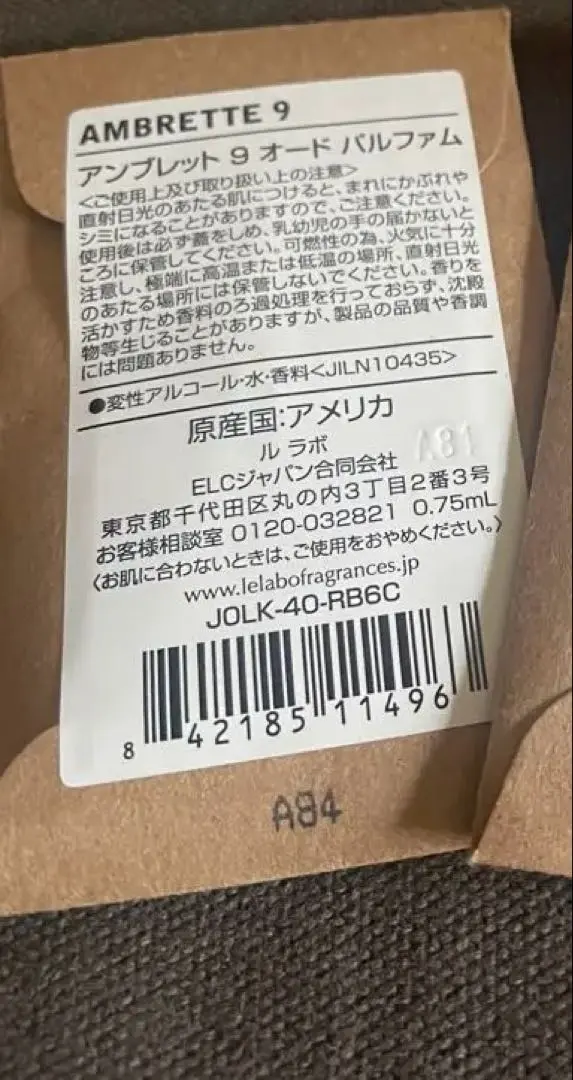 AMBRETTE 9
アンブレット 9 オード パルファム
<ご使用上及び取り扱い上の注意>
直射日光のあたる肌につけると、まれにかぶれや
シミになることがありますので、ご注意ください。
使用後は必ず蓋をしめ、乳幼児の手の届かないと
ころに保管してください。可燃性の為、火気に十分
注意し、極端に高温または低温の場所、直射日光
のあたる場所には保管しないでください。香りを
活かすため香料のろ過処理を行っておらず、沈殿
物等生じることがありますが、製品の品質や香調
には問題ありません。
●変性アルコール・水・香料<JILN10435>
原産国:アメリカ
ル ラボ
A81
ELCジャパン合同会社
東京都千代田区丸の内3丁目2番3号
お客様相談室 0120-032821 0.75mL
〈お肌に合わないときは、ご使用をおやめください。〉
www.lelabofragrances.jp
J0LK-40-RB6C
8 42185 11496
A84